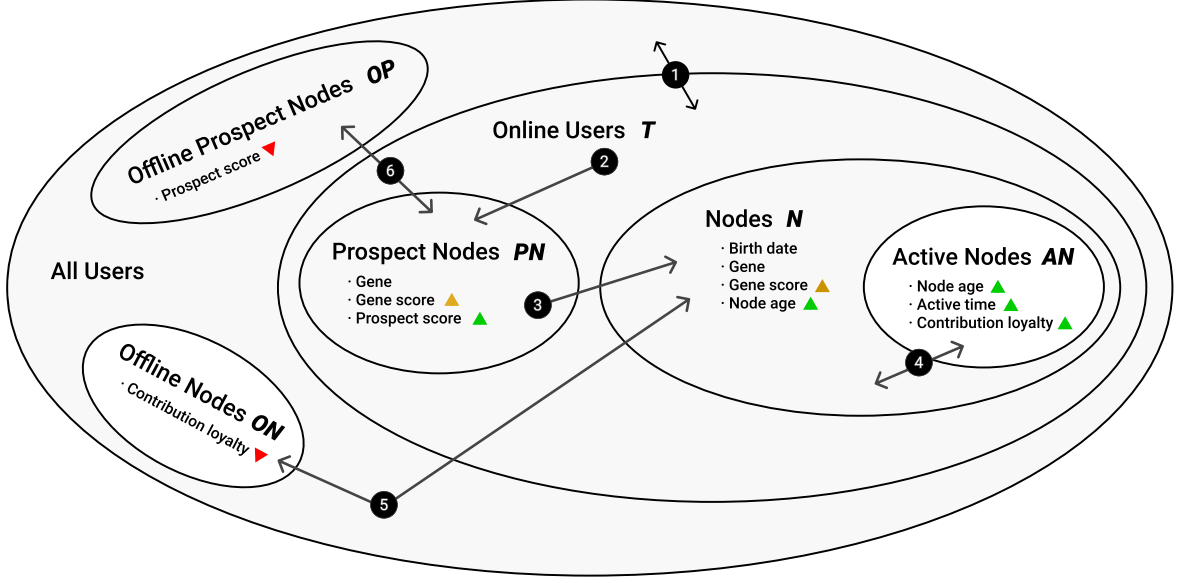 1
Offline Prospect Nodes OP
· Prospect score
Online Users T
2
6
Nodes N
· Birth date
· Gene
· Gene score
· Node age
Prospect Nodes PN
· Gene
· Gene score
· Prospect score
3
Active Nodes AN
· Node age
· Active time
· Contribution loyalty
4
All Users
Offline Nodes ON
· Contribution loyalty
5